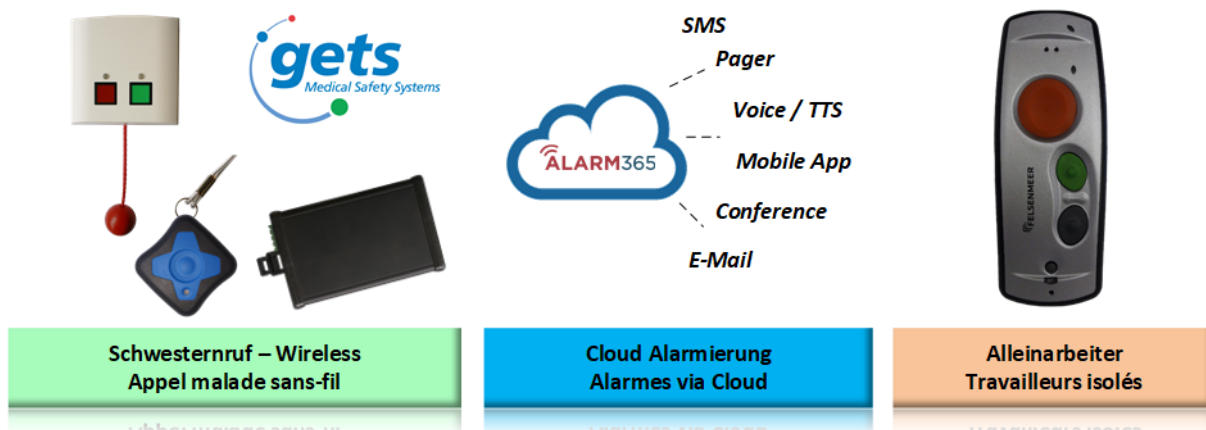 gets
Medical Safety Systems
Schwesternruf – Wireless
Appel malade sans-fil
SMS
Pager
Voice / TTS
ALARM365
Mobile App
Conference
E-Mail
Cloud Alarmierung
Alarmes via Cloud
FELSENMEER
Alleinarbeiter
Travailleurs isolés